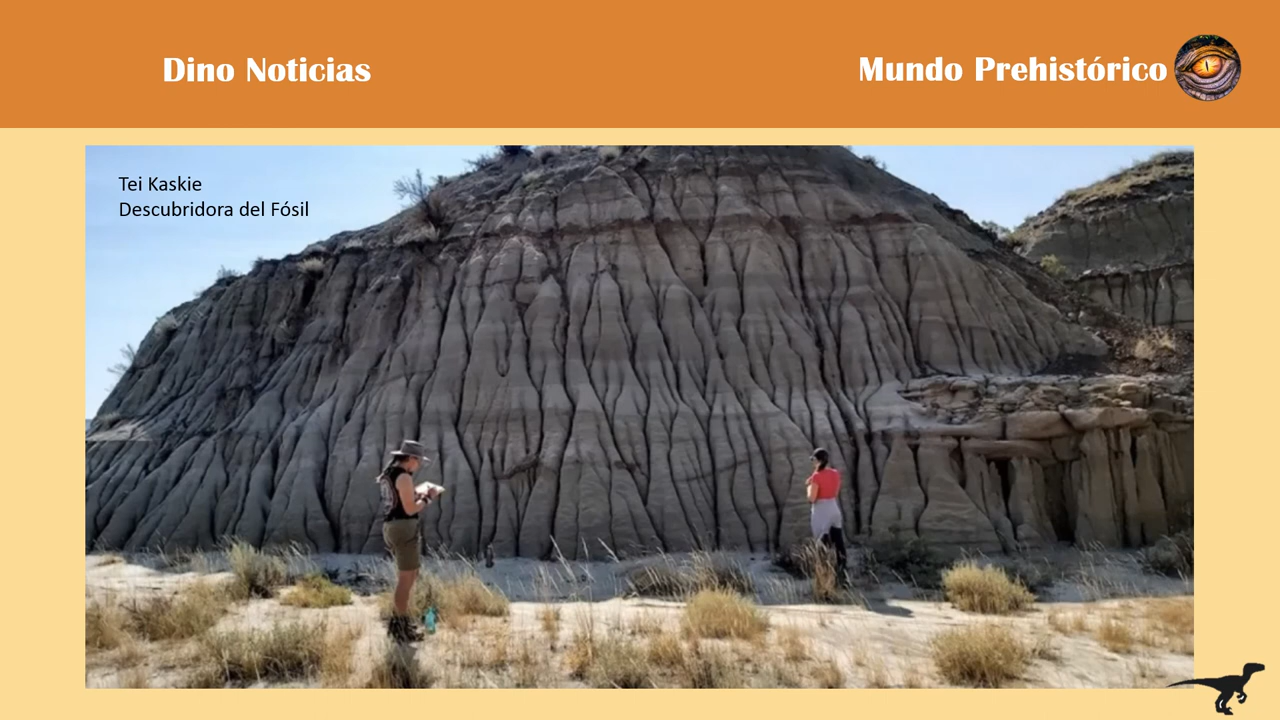 Dino Noticias
Mundo Prehistórico
Tei Kaskie
Descubridora del Fósil